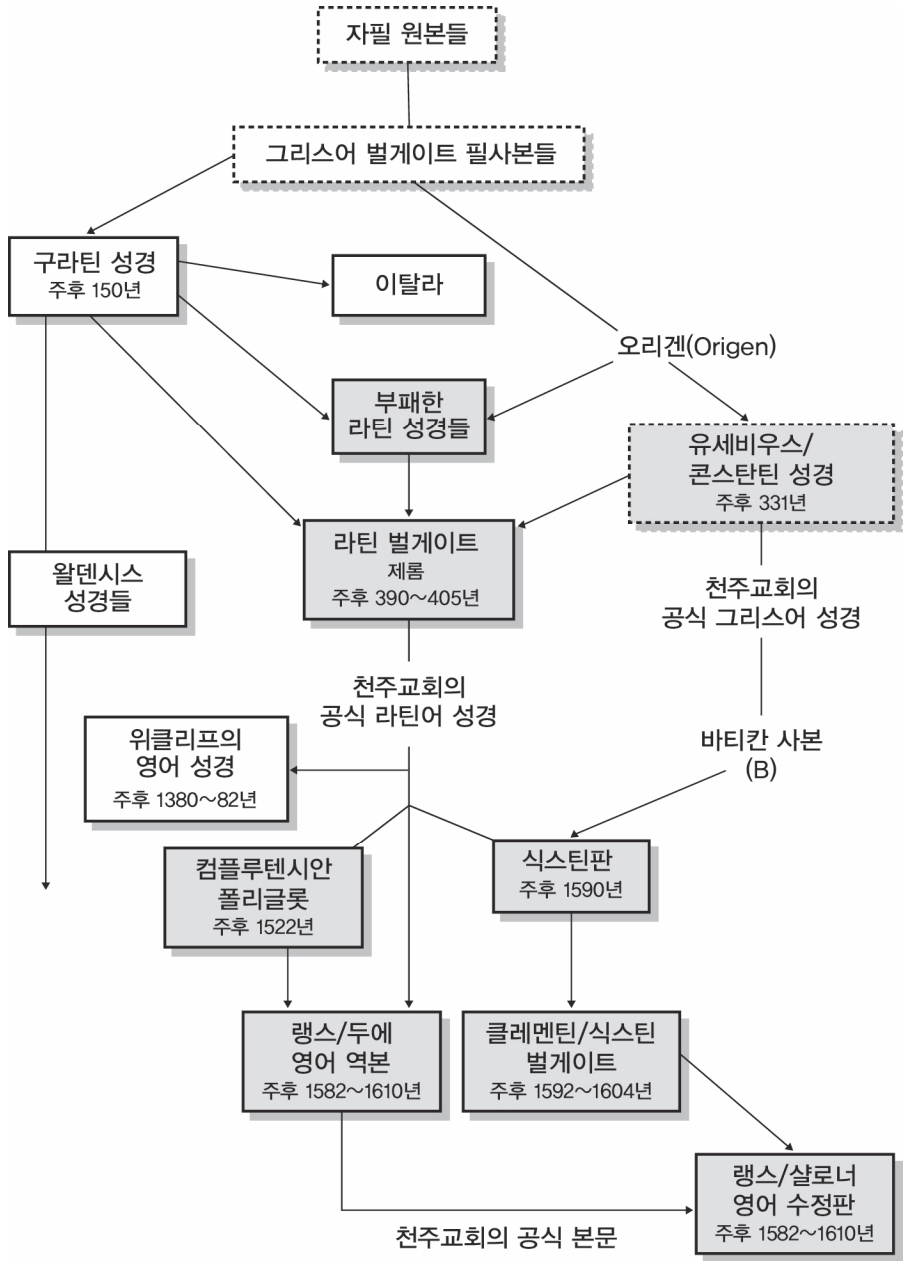 자필 원본들
그리스어 벌게이트 필사본들
구라틴 성경
주후 150년
이탈라
오리겐(Origen)
부패한
라틴 성경들
유세비우스/
콘스탄틴 성경
주후 331년
라틴 벌게이트
제롬
주후 390~405년
왈덴시스
성경들
천주교회의
공식 그리스어 성경
천주교회의
공식 라틴어 성경
위클리프의
영어 성경
주후 1380~82년
바티칸 사본
(B)
컴플루텐시안
폴리글롯
주후 1522년
식스틴판
주후 1590년
랭스/두에
영어 역본
주후 1582~1610년
클레멘틴/식스틴
벌게이트
주후 1592~1604년
랭스/샬로너
영어 수정판
주후 1582~1610년
천주교회의 공식 본문